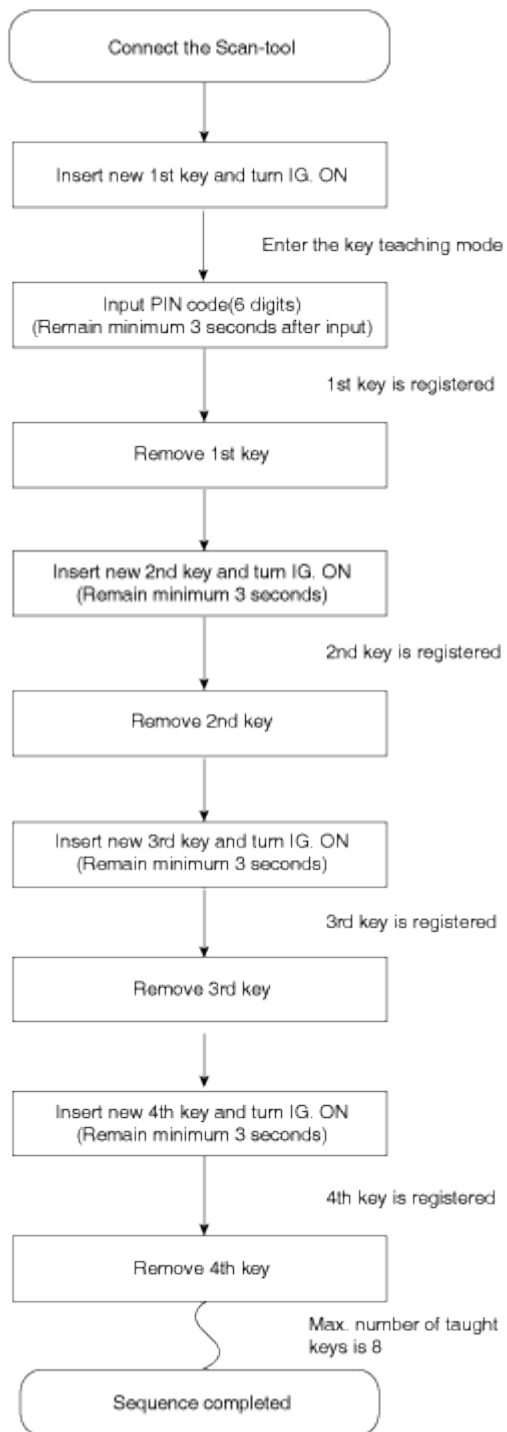 Connect the Scan-tool
Insert new 1st key and turn IG. ON
Enter the key teaching mode
Input PIN code(6 digits)
(Remain minimum 3 seconds after input)
1st key is registered
Remove 1st key
Insert new 2nd key and turn IG. ON
(Remain minimum 3 seconds)
2nd key is registered
Remove 2nd key
Insert new 3rd key and turn IG. ON
(Remain minimum 3 seconds)
3rd key is registered
Remove 3rd key
Insert new 4th key and turn IG. ON
(Remain minimum 3 seconds)
4th key is registered
Remove 4th key
Max. number of taught
keys is 8
Sequence completed